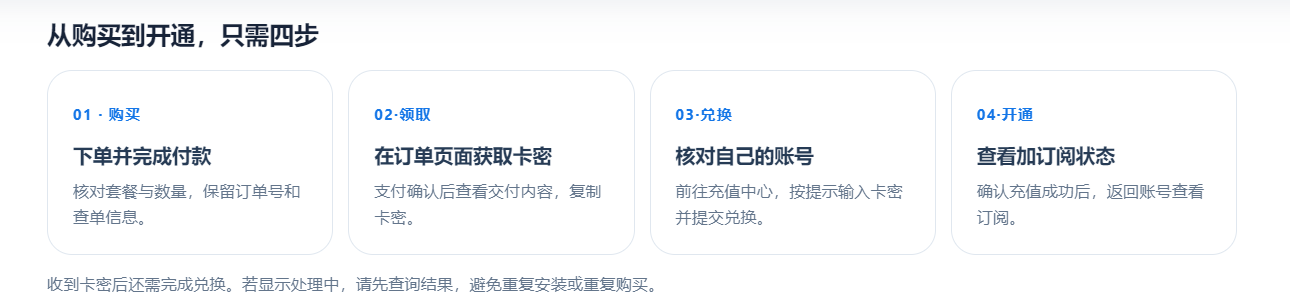 从购买到开通，只需四步
01 · 购买
下单并完成付款
核对套餐与数量，保留订单号和
查单信息。
02·领取
在订单页面获取卡密
支付确认后查看交付内容，复制
卡密。
03·兑换
核对自己的账号
前往充值中心，按提示输入卡密
并提交兑换。
04·开通
查看加订阅状态
确认充值成功后，返回账号查看
订阅。
收到卡密后还需完成兑换。若显示处理中，请先查询结果，避免重复安装或重复购买。